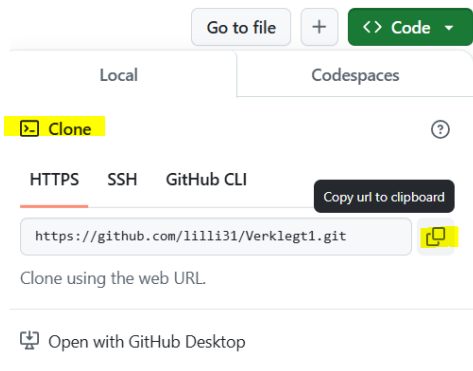 Go to file + <> Code
Local Codespaces
Clone
HTTPS SSH GitHub CLI
Copy url to clipboard
https://github.com/lilli31/Verklegt1.git
Clone using the web URL.
Open with GitHub Desktop